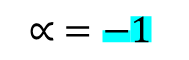 ∝ = −1